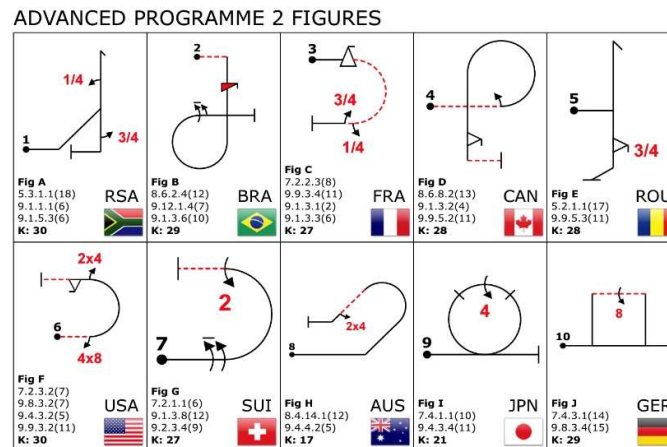 ADVANCED PROGRAMME 2 FIGURES
1
1/4
3/4
Fig A
5.3.1.1(18)
9.1.1.1(6)
9.1.5.3(6)
K: 30
RSA
2
Fig B
8.6.2.4(12)
9.12.1.4(7)
9.1.3.6(10)
K: 29
BRA
3
3/4
1/4
Fig C
7.2.2.3(8)
9.9.3.4(11)
9.1.3.1(2)
9.1.3.3(6)
K: 27
FRA
4
Fig D
8.6.8.2(13)
9.1.3.2(4)
9.9.5.2(11)
K: 28
CAN
5
3/4
Fig E
5.2.1.1(17)
9.9.5.3(11)
K: 28
ROU
2x4
6
4x8
Fig F
7.2.3.2(7)
9.8.3.2(7)
9.4.3.2(5)
9.9.3.2(11)
K: 30
USA
2
7
Fig G
7.2.1.1(6)
9.1.3.8(12)
9.2.3.4(9)
K: 27
SUI
2x4
8
Fig H
8.4.14.1(12)
9.4.4.2(5)
K: 17
AUS
4
9
Fig I
7.4.1.1(10)
9.4.3.4(11)
K: 21
JPN
8
10
Fig J
7.4.3.1(14)
9.8.3.4(15)
K: 29
GER